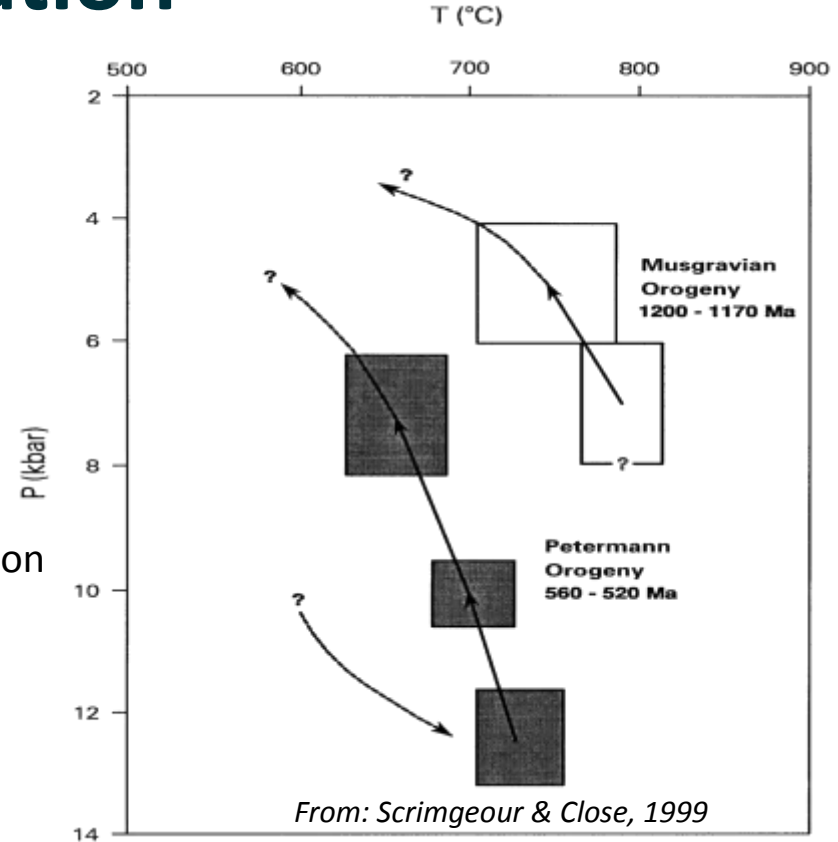 T (°C)
500 600 700 800 900
2
?
4
?
Musgravian
Orogeny
1200 - 1170 Ma
6
P (kbar)
8
?
on
Petermann
Orogeny
560 - 520 Ma
10
?
12
From: Scrimgeour & Close, 1999
14